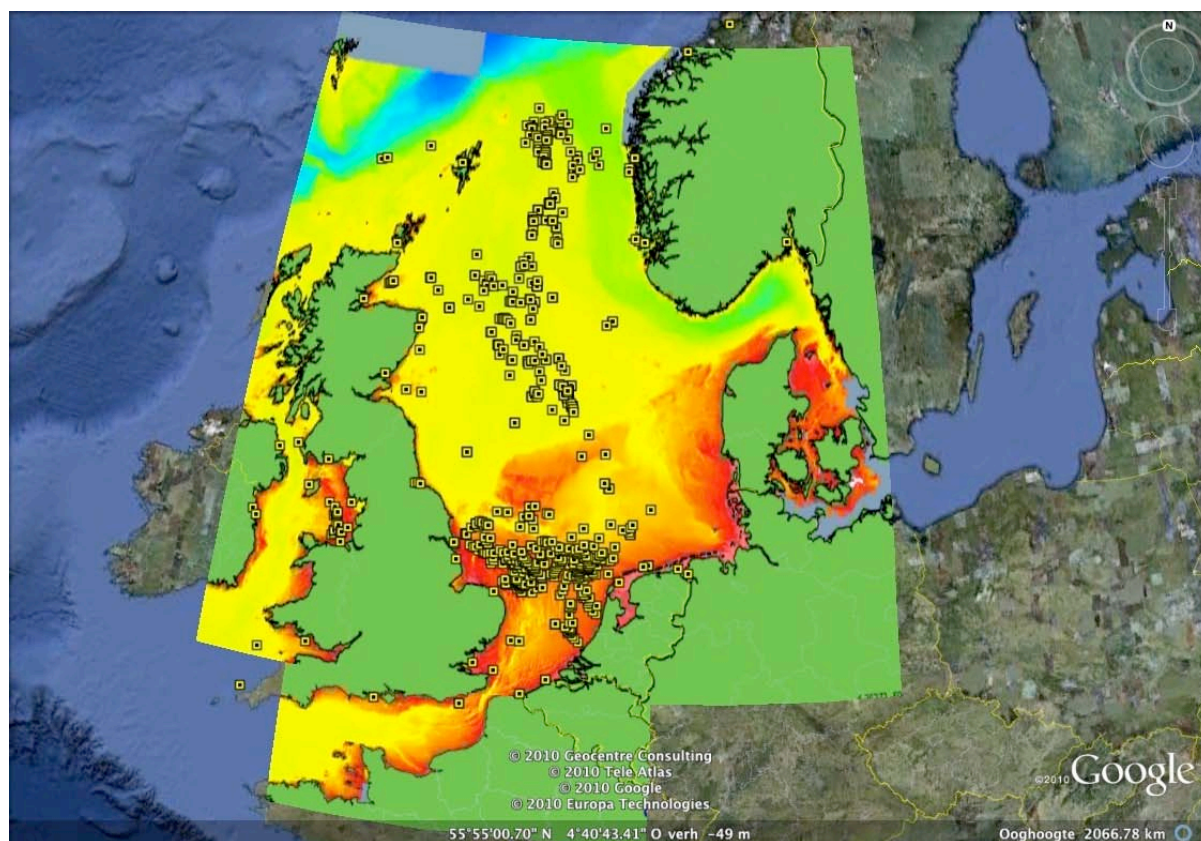 N
© 2010 Geocentre Consulting
© 2010 Tele Atlas
© 2010 Google
© 2010 Europa Technologies
©2010 Google
55°55'00.70" N 4°40'43.41" O verh -49 m Ooghoogte 2066.78 km